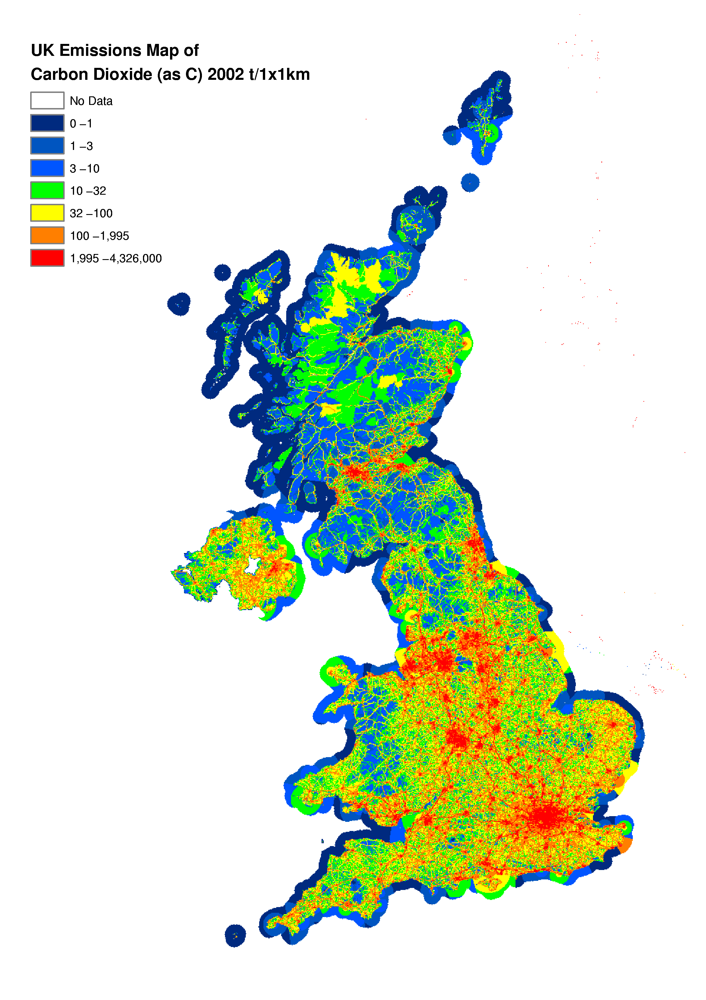 UK Emissions Map of
Carbon Dioxide (as C) 2002 t/1x1km
No Data
0 –1
1 –3
3 –10
10 –32
32 –100
100 –1,995
1,995 –4,326,000